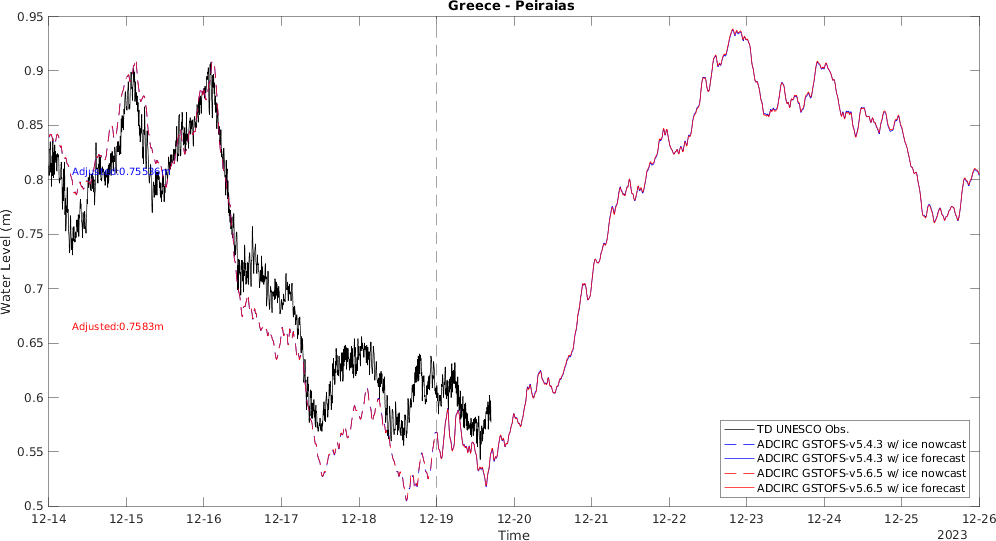 Greece - Peiraias
0.95
0.9
0.85
0.8
0.75
0.7
0.65
0.6
0.55
0.5
Water Level (m)
Adjusted:0.7583m
TD UNESCO Obs.
ADCIRC GSTOFS-v5.4.3 w/ ice nowcast
ADCIRC GSTOFS-v5.4.3 w/ ice forecast
ADCIRC GSTOFS-v5.6.5 w/ ice nowcast
ADCIRC GSTOFS-v5.6.5 w/ ice forecast
12-14 12-15 12-16 12-17 12-18 12-19 12-20 12-21 12-22 12-23 12-24 12-25 12-26
Time
2023